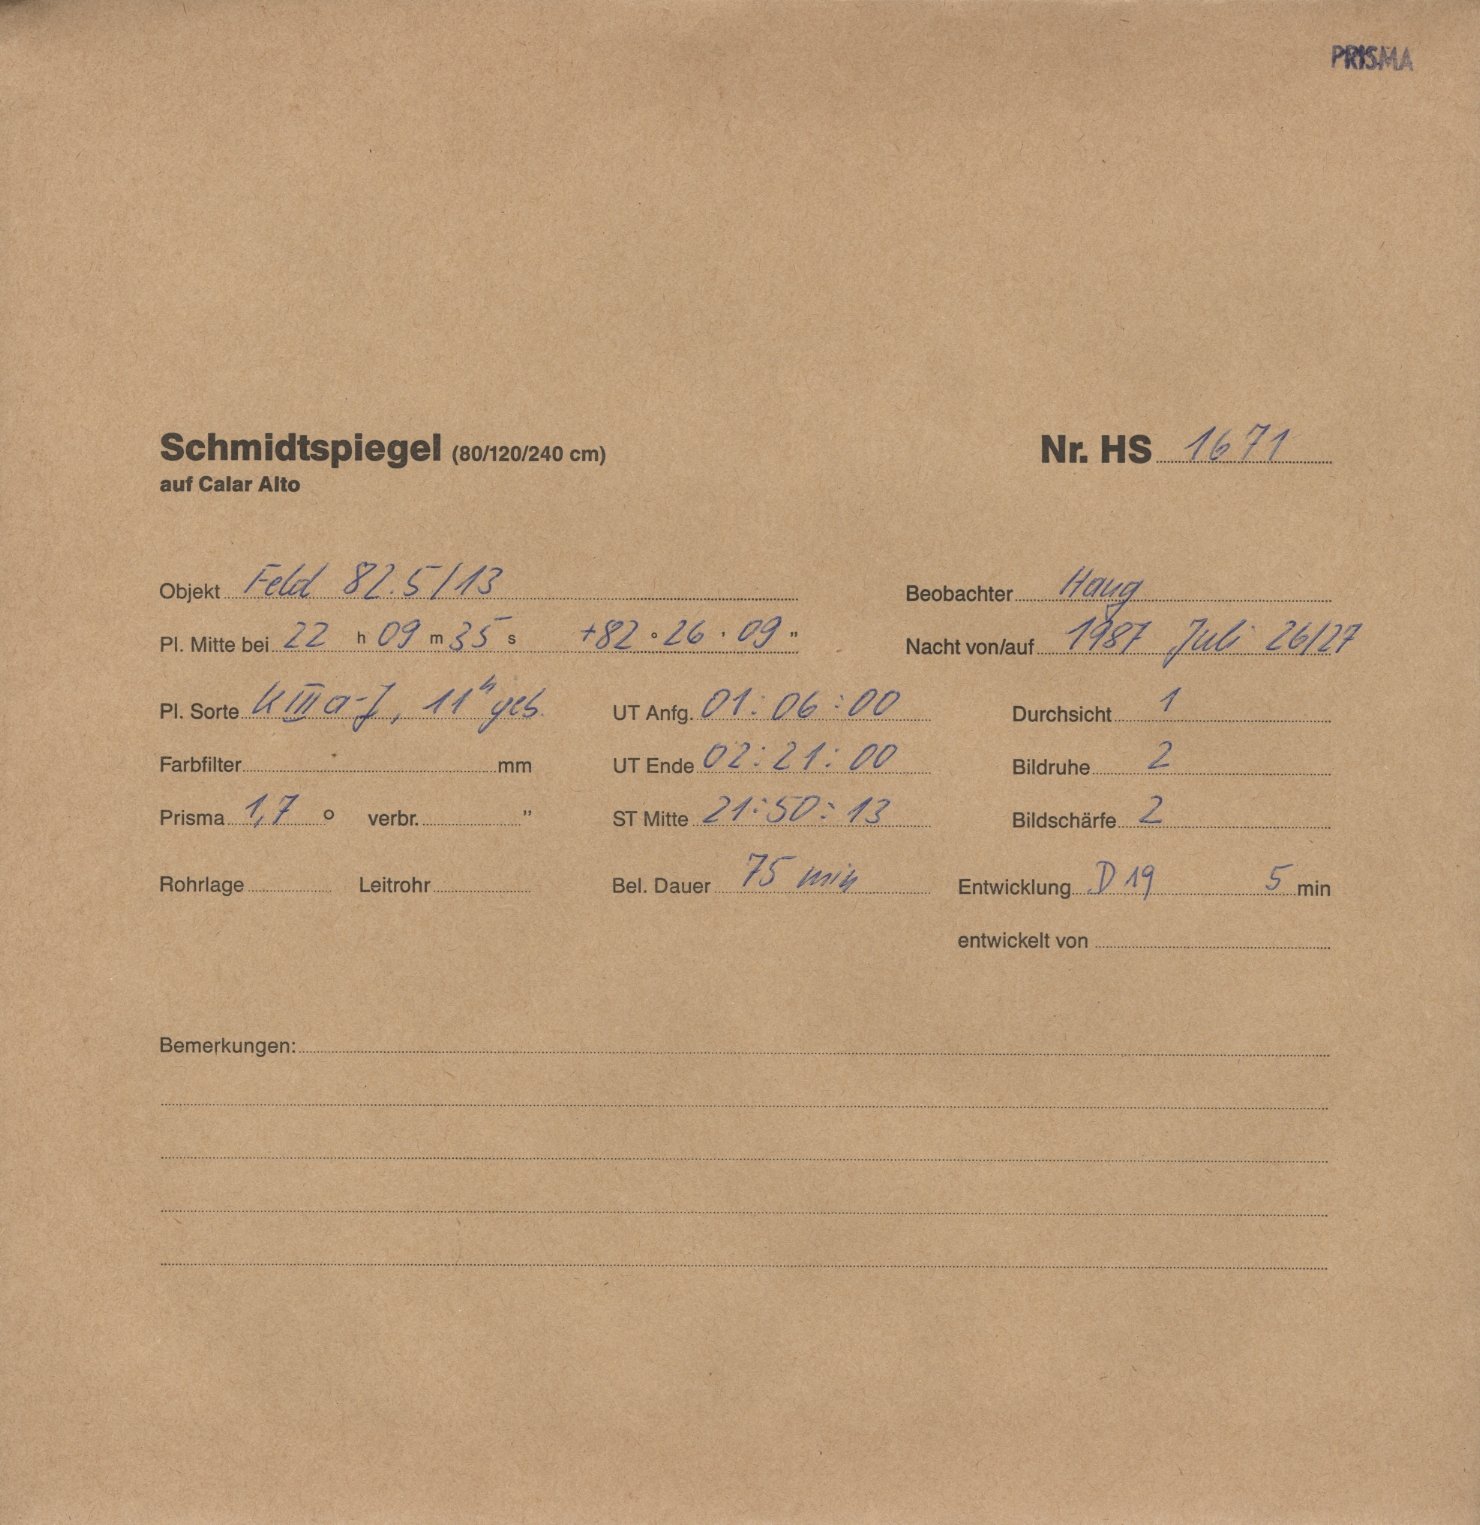 PRISMA
Schmidtspiegel (80/120/240 cm) Nr. HS 1671
auf Calar Alto
Objekt Feld 82.5/13 Beobachter Haug
Pl. Mitte bei 22 h 09 m 35 s +82 ° 26 ' 09 " Nacht von/auf 1987 Juli 26/27
Pl. Sorte K III a-J, 11ʰ geb. UT Anfg. 01:06:00 Durchsicht 1
Farbfilter mm UT Ende 02:21:00 Bildruhe 2
Prisma 1,7 ° verbr. " ST Mitte 21:50:13 Bildschärfe 2
Rohrlage Leitrohr Bel. Dauer 75 min Entwicklung D 19 5 min
entwickelt von
Bemerkungen: